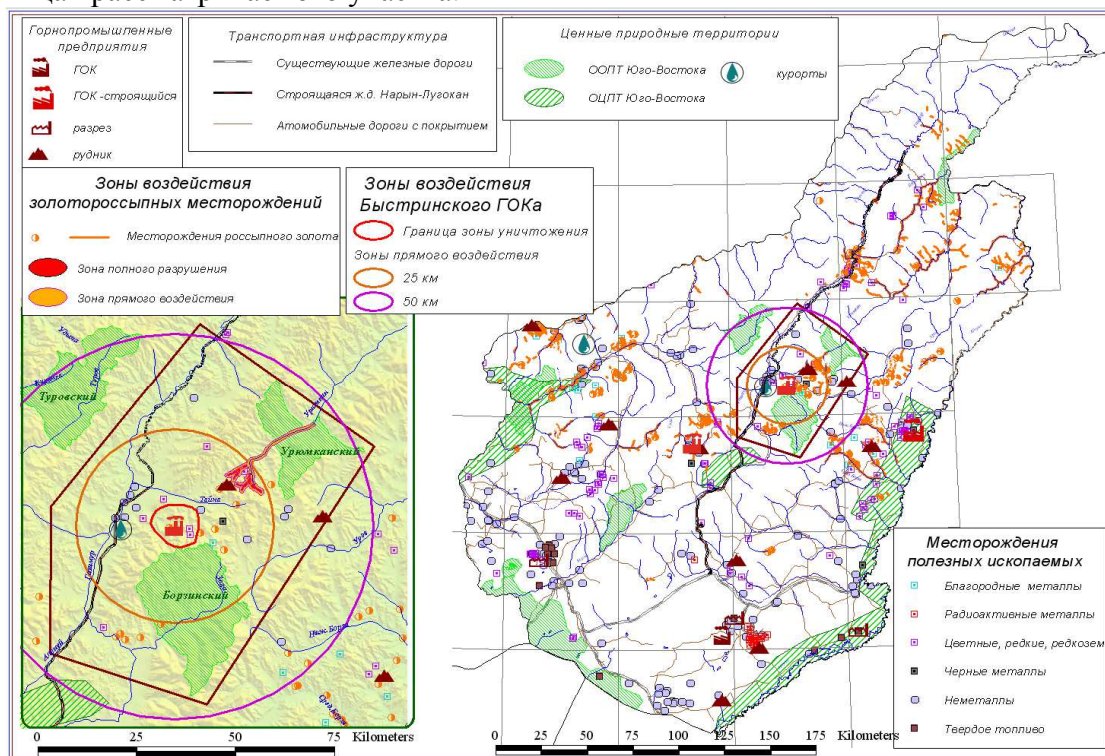 Горнопромышленные
предприятия
ГОК
ГОК -строящийся
разрез
рудник
Транспортная инфраструктура
Существующие железные дороги
Строящаяся ж.д. Нарын-Лугокан
Атомобильные дороги с покрытием
Ценные природные территории
ООПТ Юго-Востока
курорты
ОЦПТ Юго-Востока
Зоны воздействия
золотороссыпных месторождений
Месторождения россыпного золота
Зона полного разрушения
Зона прямого воздействия
Зоны воздействия
Быстринского ГОКа
Граница зоны уничтожения
Зоны прямого воздействия
25 км
50 км
Туровский
Урюмканский
Борзинский
Тайна
Уров
Месторождения
полезных ископаемых
Благородные металлы
Радиоактивные металлы
Цветные, редкие, редкозем
Черные металлы
Неметаллы
Твердое топливо
0 25 50 75 Kilometers
0 25 50 75 100 125 150 175 Kilometers